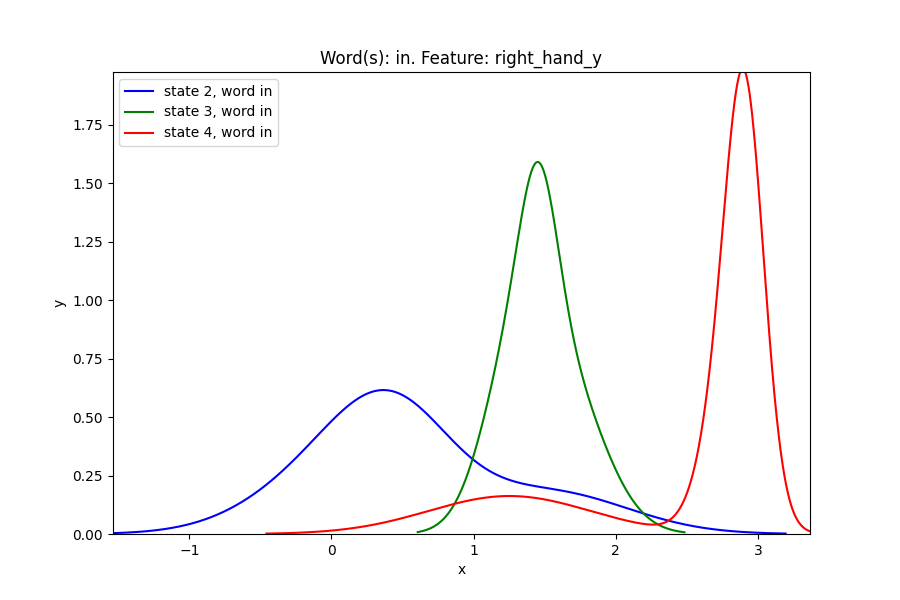 Word(s): in. Feature: right_hand_y
state 2, word in
state 3, word in
state 4, word in
y
1.75
1.50
1.25
1.00
0.75
0.50
0.25
0.00
−1 0 1 2 3
x